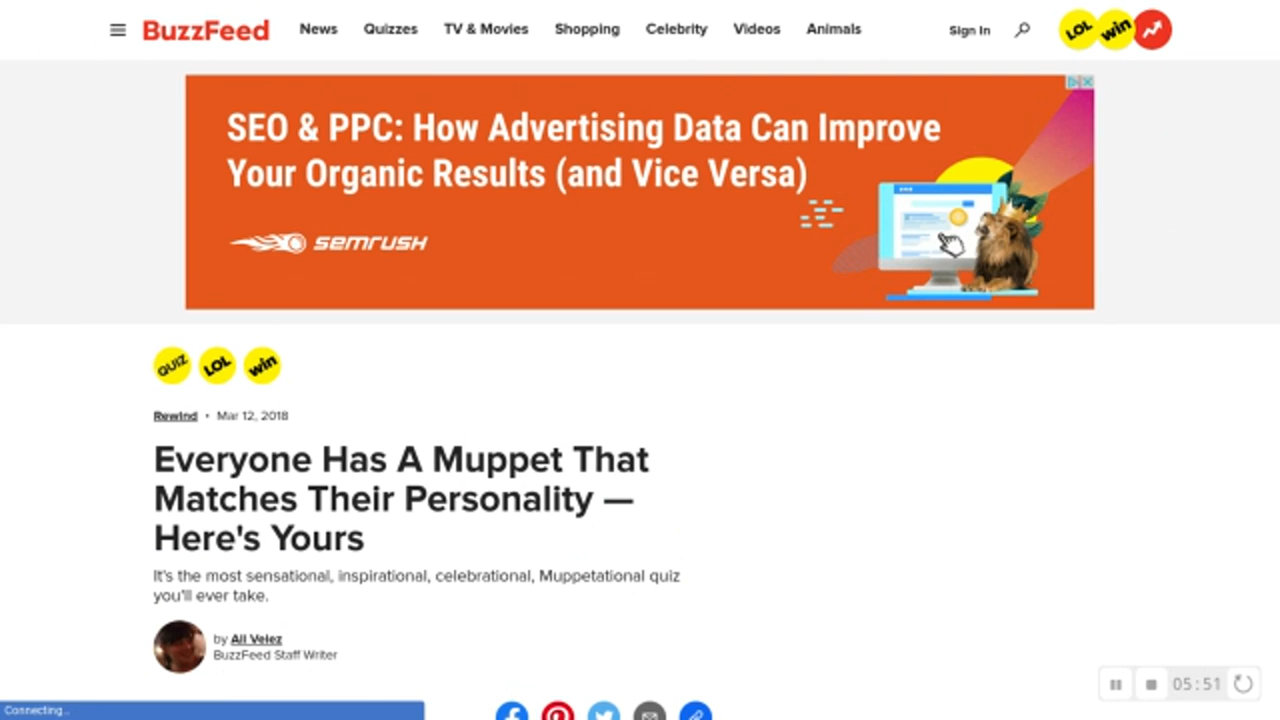 BuzzFeed News Quizzes TV & Movies Shopping Celebrity Videos Animals Sign In LOL win
SEO & PPC: How Advertising Data Can Improve
Your Organic Results (and Vice Versa)
semrush
QUIZ LOL win
Rewind • Mar 12, 2018
Everyone Has A Muppet That
Matches Their Personality —
Here's Yours
It's the most sensational, inspirational, celebrational, Muppetational quiz
you'll ever take.
by Ali Velez
BuzzFeed Staff Writer
05:51
Connecting...